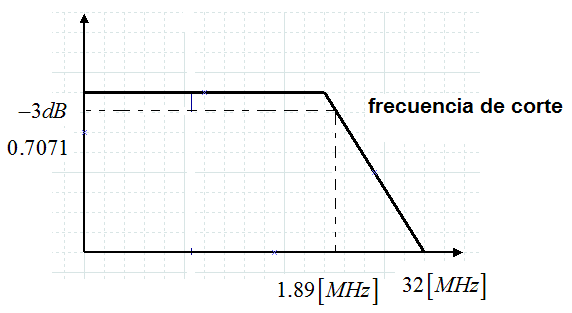 frecuencia de corte
−3dB
0.7071
1.89[MHz]
32[MHz]